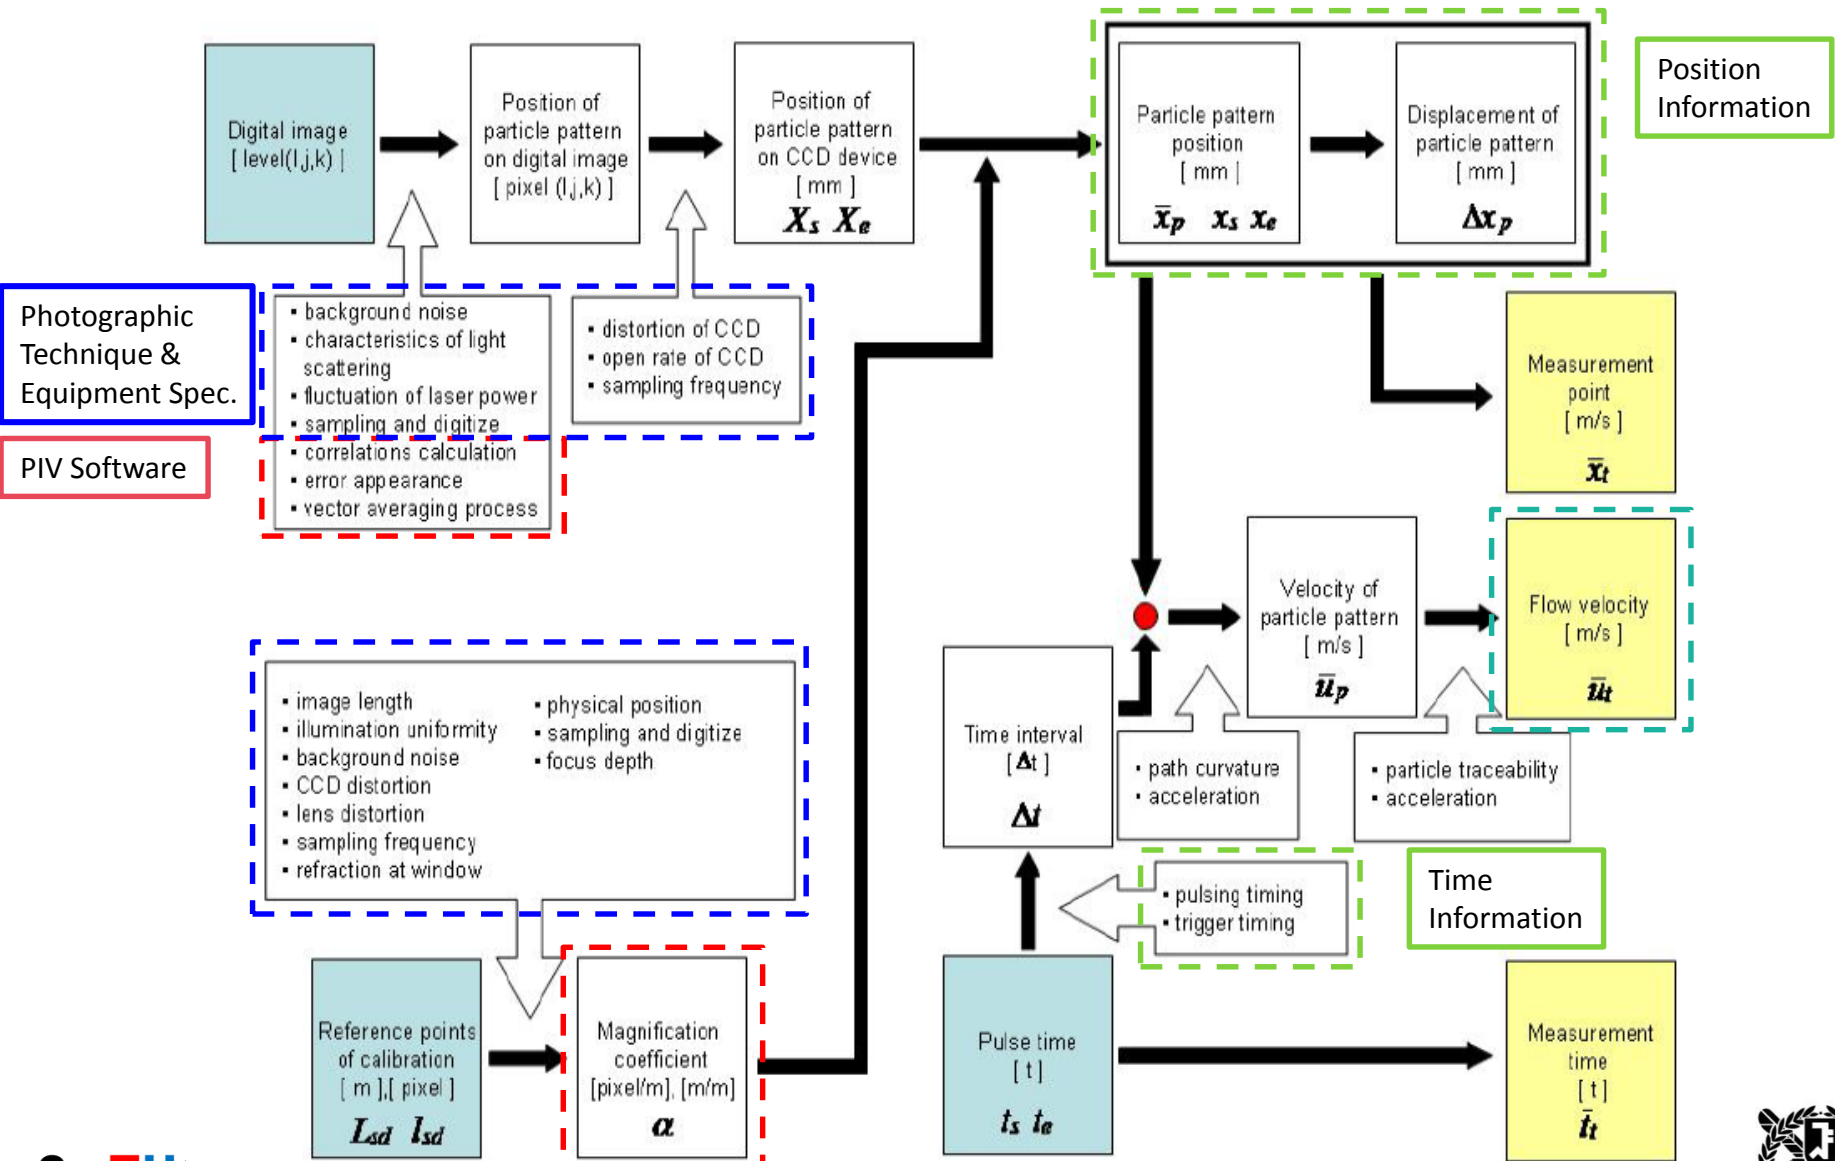 Digital image
[ level(I,j,k) ]
Position of
particle pattern
on digital image
[ pixel (I,j,k) ]
Position of
particle pattern
on CCD device
[ mm ]
Xs Xe
Particle pattern
position
[ mm ]
x̄p xs xe
Displacement of
particle pattern
[ mm ]
Δxp
Position
Information
Photographic
Technique &
Equipment Spec.
PIV Software
▪ background noise
▪ characteristics of light
scattering
▪ fluctuation of laser power
▪ sampling and digitize
▪ correlations calculation
▪ error appearance
▪ vector averaging process
▪ distortion of CCD
▪ open rate of CCD
▪ sampling frequency
Measurement
point
[ m/s ]
x̄t
Velocity of
particle pattern
[ m/s ]
ūp
Flow velocity
[ m/s ]
ūt
▪ image length
▪ illumination uniformity
▪ background noise
▪ CCD distortion
▪ lens distortion
▪ sampling frequency
▪ refraction at window
▪ physical position
▪ sampling and digitize
▪ focus depth
Time interval
[ Δt ]
Δt
▪ path curvature
▪ acceleration
▪ particle traceability
▪ acceleration
▪ pulsing timing
▪ trigger timing
Time
Information
Reference points
of calibration
[ m ],[ pixel ]
Lsd lsd
Magnification
coefficient
[pixel/m], [m/m]
α
Pulse time
[ t ]
ts te
Measurement
time
[ t ]
t̄t